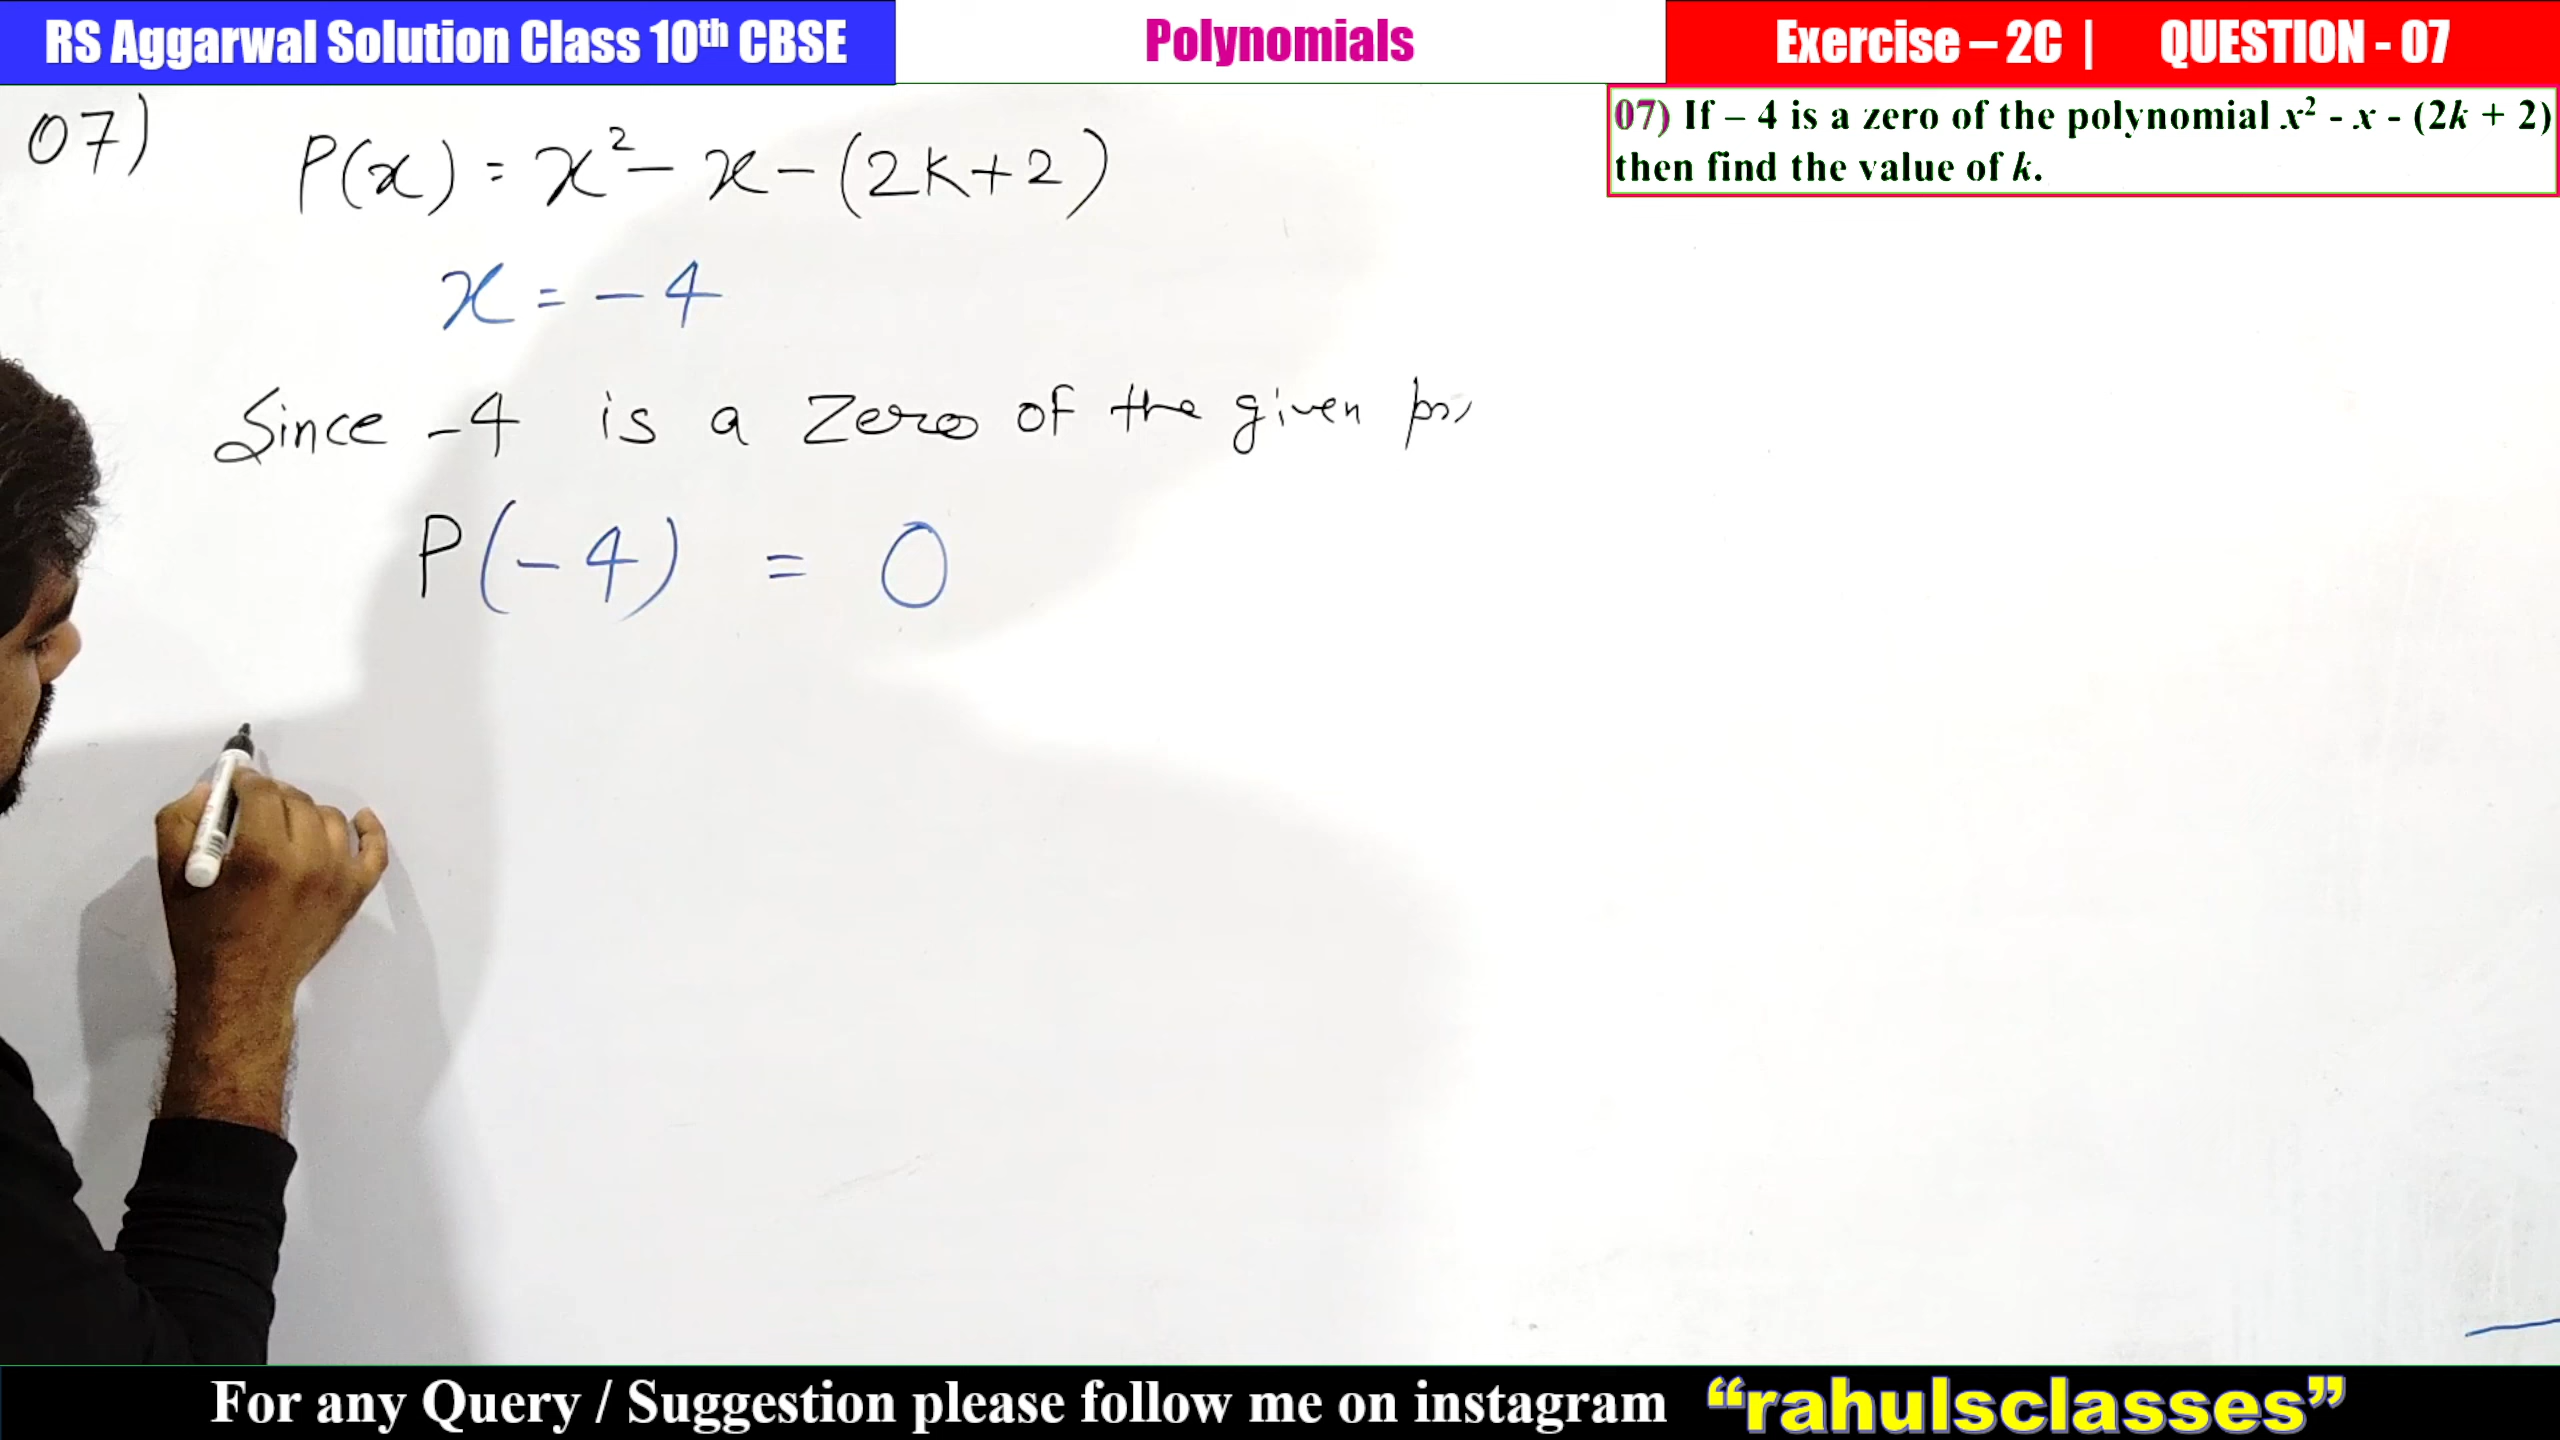 RS Aggarwal Solution Class 10th CBSE
Polynomials
Exercise – 2C | QUESTION - 07
07) If – 4 is a zero of the polynomial x² - x - (2k + 2)
then find the value of k.
07)
P(x) = x² - x - (2k+2)
x = -4
Since -4 is a zero of the given
P(-4) = 0
For any Query / Suggestion please follow me on instagram “rahulsclasses”